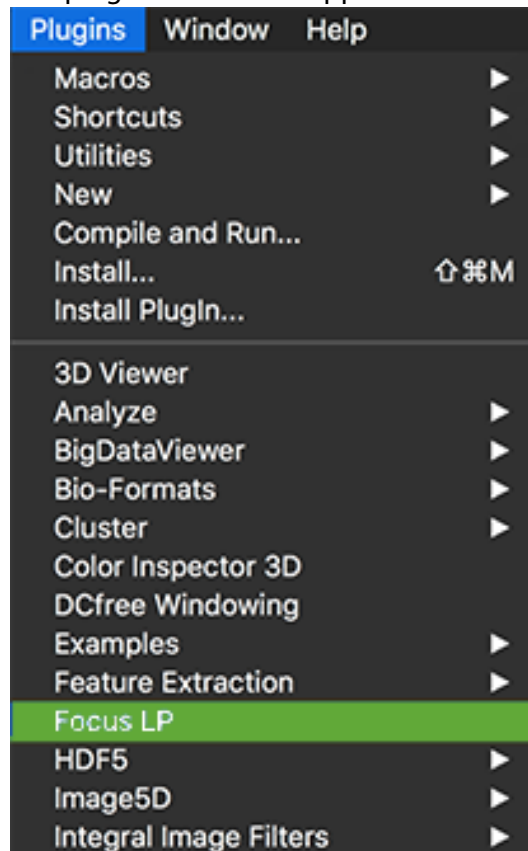 Plugins Window Help
Macros ▶
Shortcuts ▶
Utilities ▶
New ▶
Compile and Run...
Install... ⇧⌘M
Install PlugIn...
3D Viewer
Analyze ▶
BigDataViewer ▶
Bio-Formats ▶
Cluster ▶
Color Inspector 3D
DCfree Windowing
Examples ▶
Feature Extraction ▶
Focus LP
HDF5 ▶
Image5D ▶
Integral Image Filters ▶